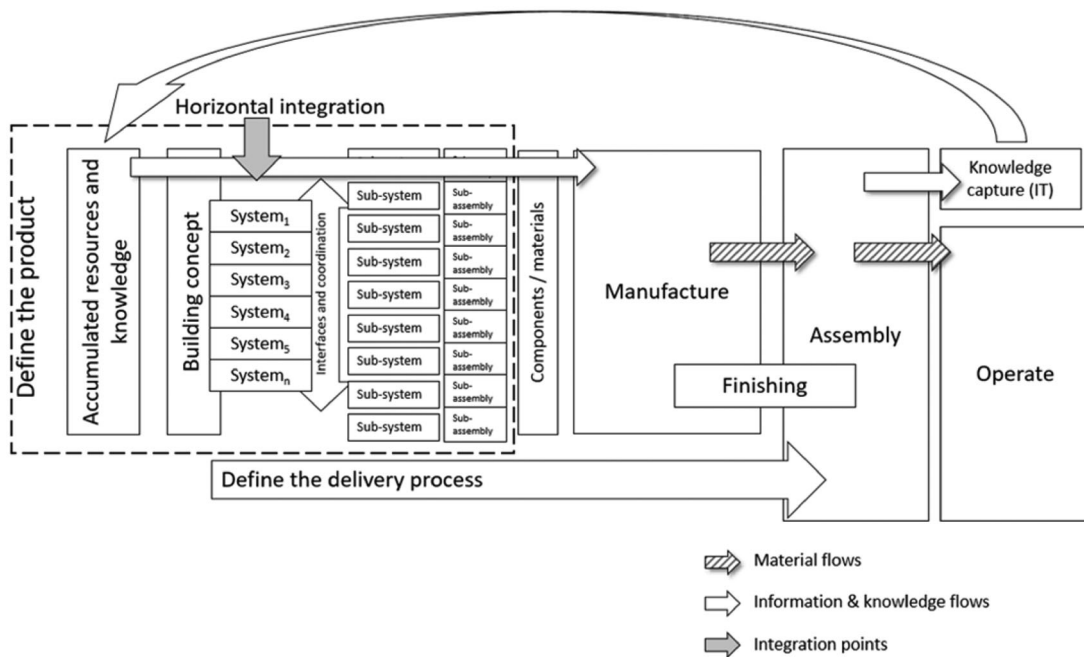 Horizontal integration
Define the product
Accumulated resources and
knowledge
Building concept
System1
System2
System3
System4
System5
Systemn
Interfaces and coordination
Sub-system
Sub-system
Sub-system
Sub-system
Sub-system
Sub-system
Sub-system
Sub-system
assembly
Sub-
assembly
Sub-
assembly
Sub-
assembly
Sub-
assembly
Sub-
assembly
Sub-
assembly
Sub-
assembly
Sub-
assembly
Components / materials
Manufacture
Finishing
Assembly
Knowledge
capture (IT)
Operate
Define the delivery process
Material flows
Information & knowledge flows
Integration points